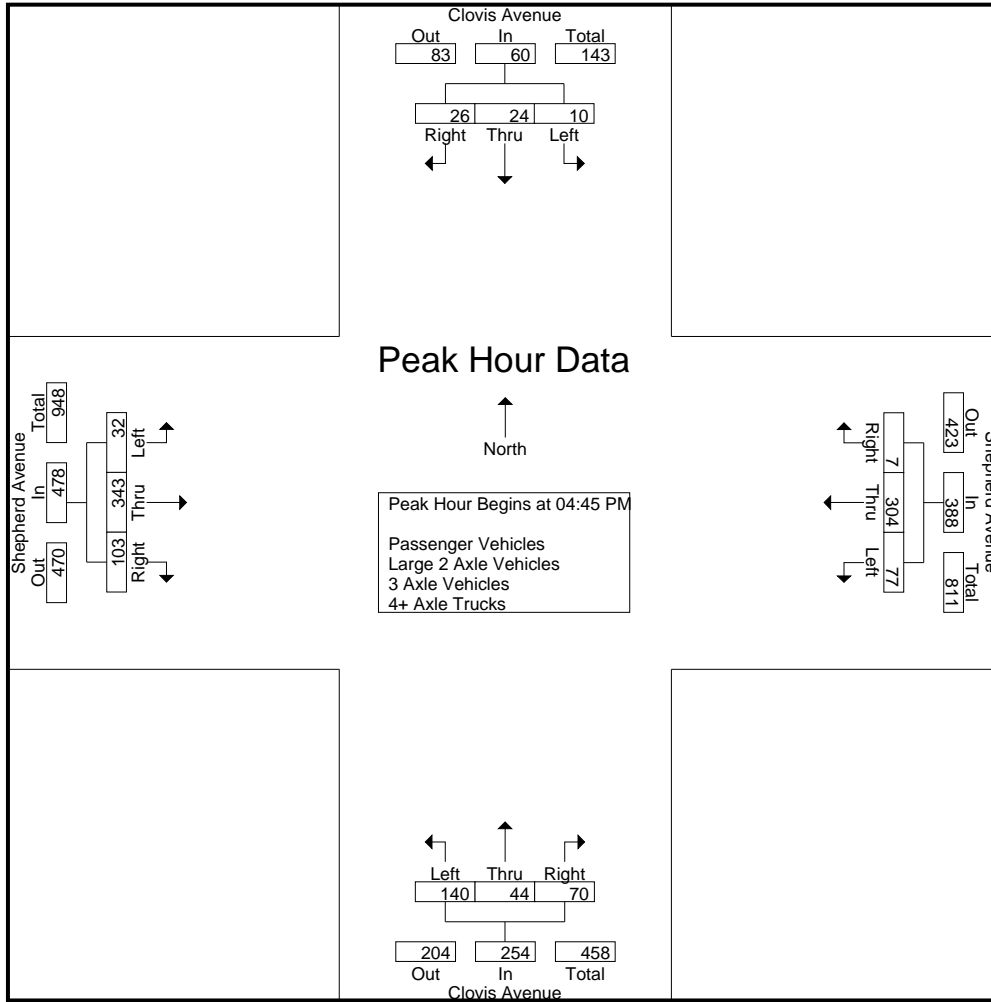 Clovis Avenue
Out In Total
83 60 143
26 24 10
Right Thru Left
Peak Hour Data
North
Peak Hour Begins at 04:45 PM
Passenger Vehicles
Large 2 Axle Vehicles
3 Axle Vehicles
4+ Axle Trucks
Shepherd Avenue
Out In Total
470 478 948
103 343 32
Right Thru Left
Shepherd Avenue
Out In Total
423 388 811
7 304 77
Right Thru Left
Left Thru Right
140 44 70
204 254 458
Out In Total
Clovis Avenue